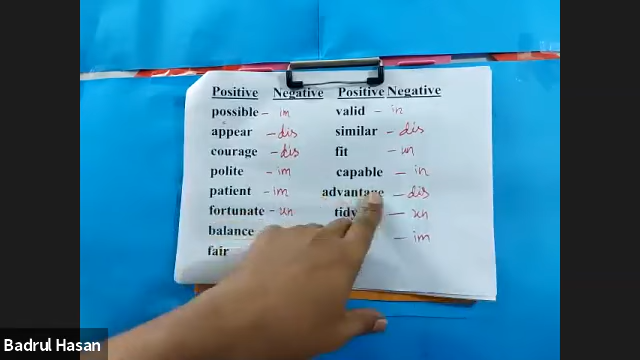 Positive Negative Positive Negative
possible - im valid - in
appear - dis similar - dis
courage - dis fit - un
polite - im capable - in
patient - im advantage - dis
fortunate - un tidy - un
balance - - im
fair
Badrul Hasan